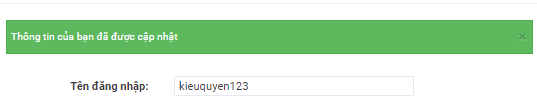 Thông tin của bạn đã được cập nhật ×
Tên đăng nhập: kieuquyen123